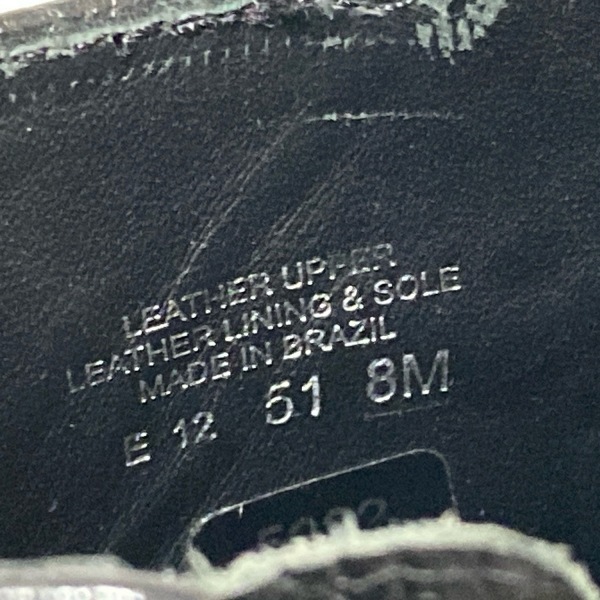 LEATHER UPPER
LEATHER LINING & SOLE
MADE IN BRAZIL
E 12 51 8M